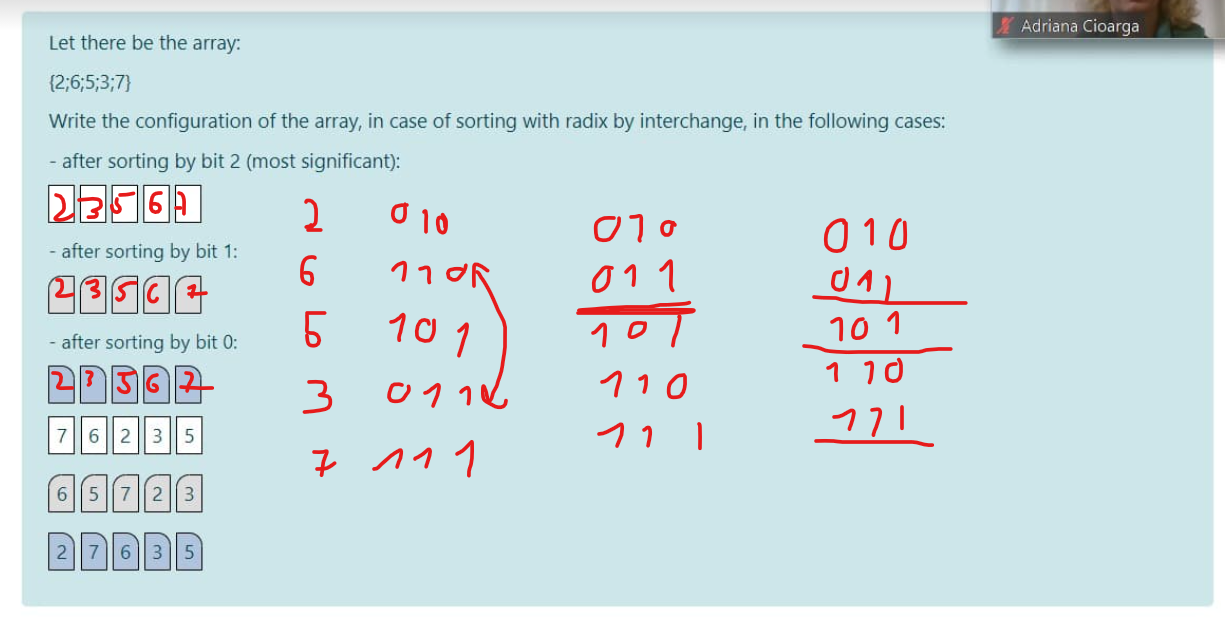 Adriana Cioarga
Let there be the array:
{2;6;5;3;7}
Write the configuration of the array, in case of sorting with radix by interchange, in the following cases:
- after sorting by bit 2 (most significant):
2 3 5 6 7
- after sorting by bit 1:
2 3 5 6 7
- after sorting by bit 0:
2 3 5 6 7
7 6 2 3 5
6 5 7 2 3
2 7 6 3 5
2 010
6 110
5 101
3 011
7 111
010
011
101
110
111
010
011
101
110
111